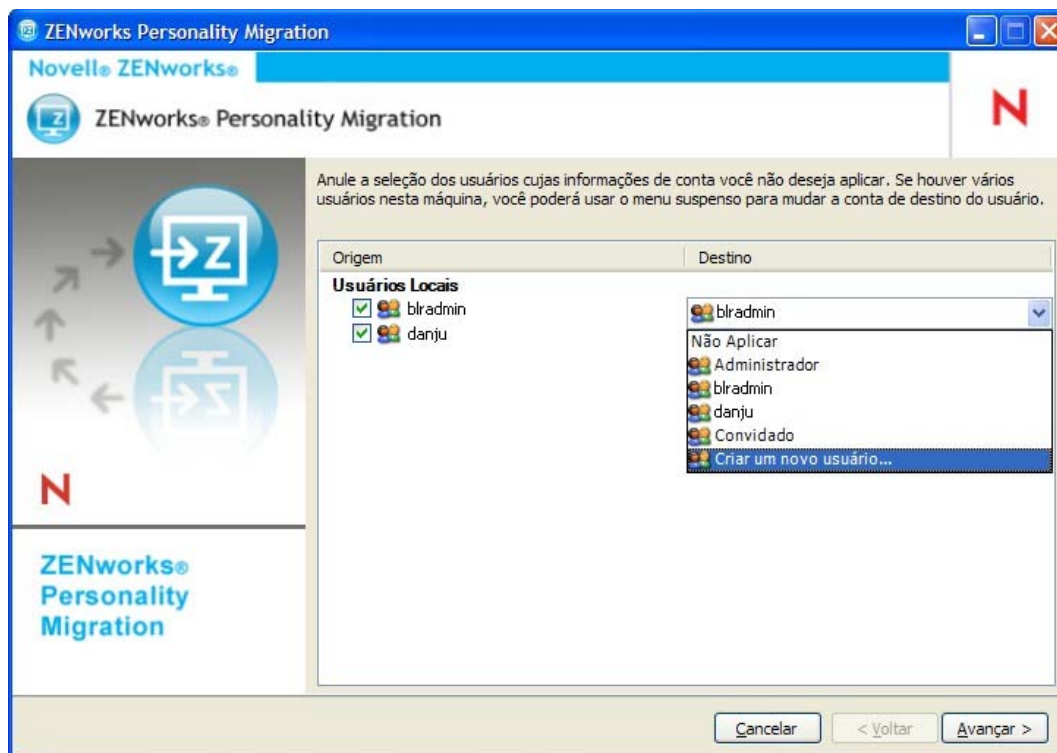 ZENworks Personality Migration
Novell® ZENworks®
ZENworks® Personality Migration
N
Anule a seleção dos usuários cujas informações de conta você não deseja aplicar. Se houver vários
usuários nesta máquina, você poderá usar o menu suspenso para mudar a conta de destino do usuário.
Z
Z
Origem
Destino
Usuários Locais
blradmin
blradmin
danju
Não Aplicar
Administrador
blradmin
danju
Convidado
Criar um novo usuário...
N
ZENworks®
Personality
Migration
Cancelar
< Voltar
Avançar >